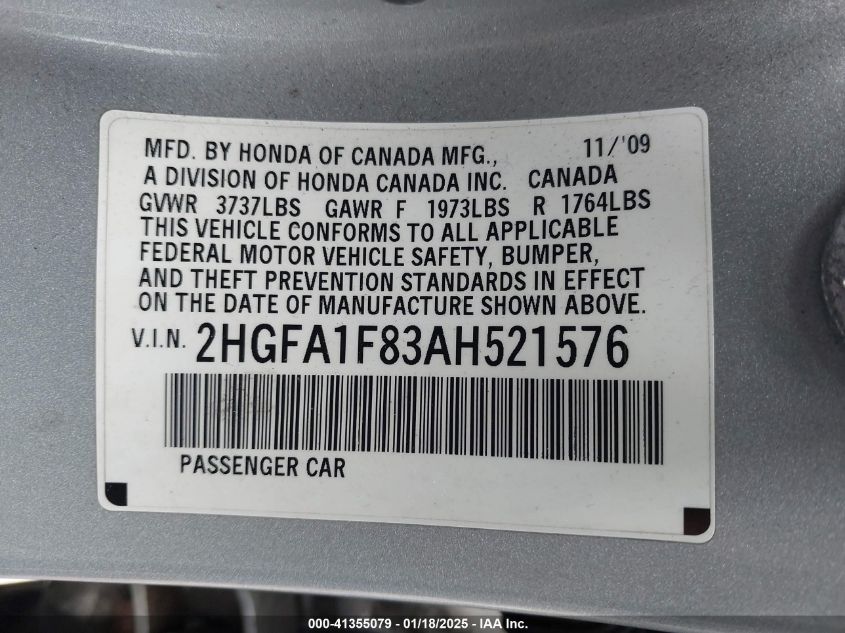 MFD. BY HONDA OF CANADA MFG., 11/'09
A DIVISION OF HONDA CANADA INC. CANADA
GVWR 3737LBS GAWR F 1973LBS R 1764LBS
THIS VEHICLE CONFORMS TO ALL APPLICABLE
FEDERAL MOTOR VEHICLE SAFETY, BUMPER,
AND THEFT PREVENTION STANDARDS IN EFFECT
ON THE DATE OF MANUFACTURE SHOWN ABOVE.
V.I.N. 2HGFA1F83AH521576
PASSENGER CAR
000-41355079 - 01/18/2025 - IAA Inc.